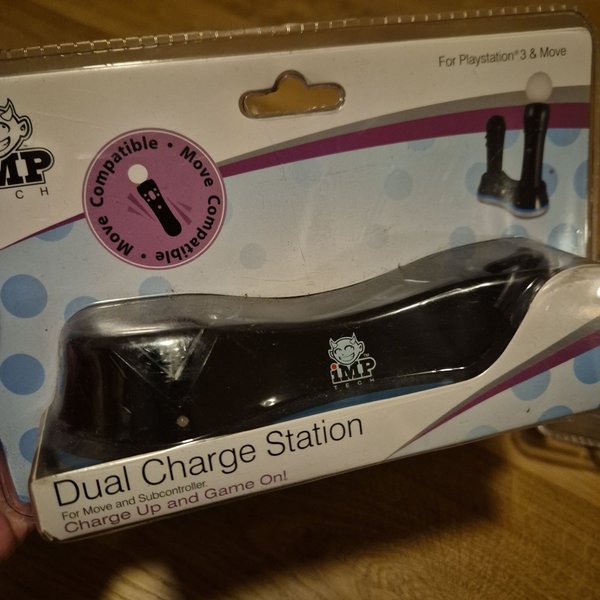 For Playstation®3 & Move
iMP
TECH
Move Compatible • Move Compatible •
iMP™
TECH
Dual Charge Station
For Move and Subcontroller.
Charge Up and Game On!